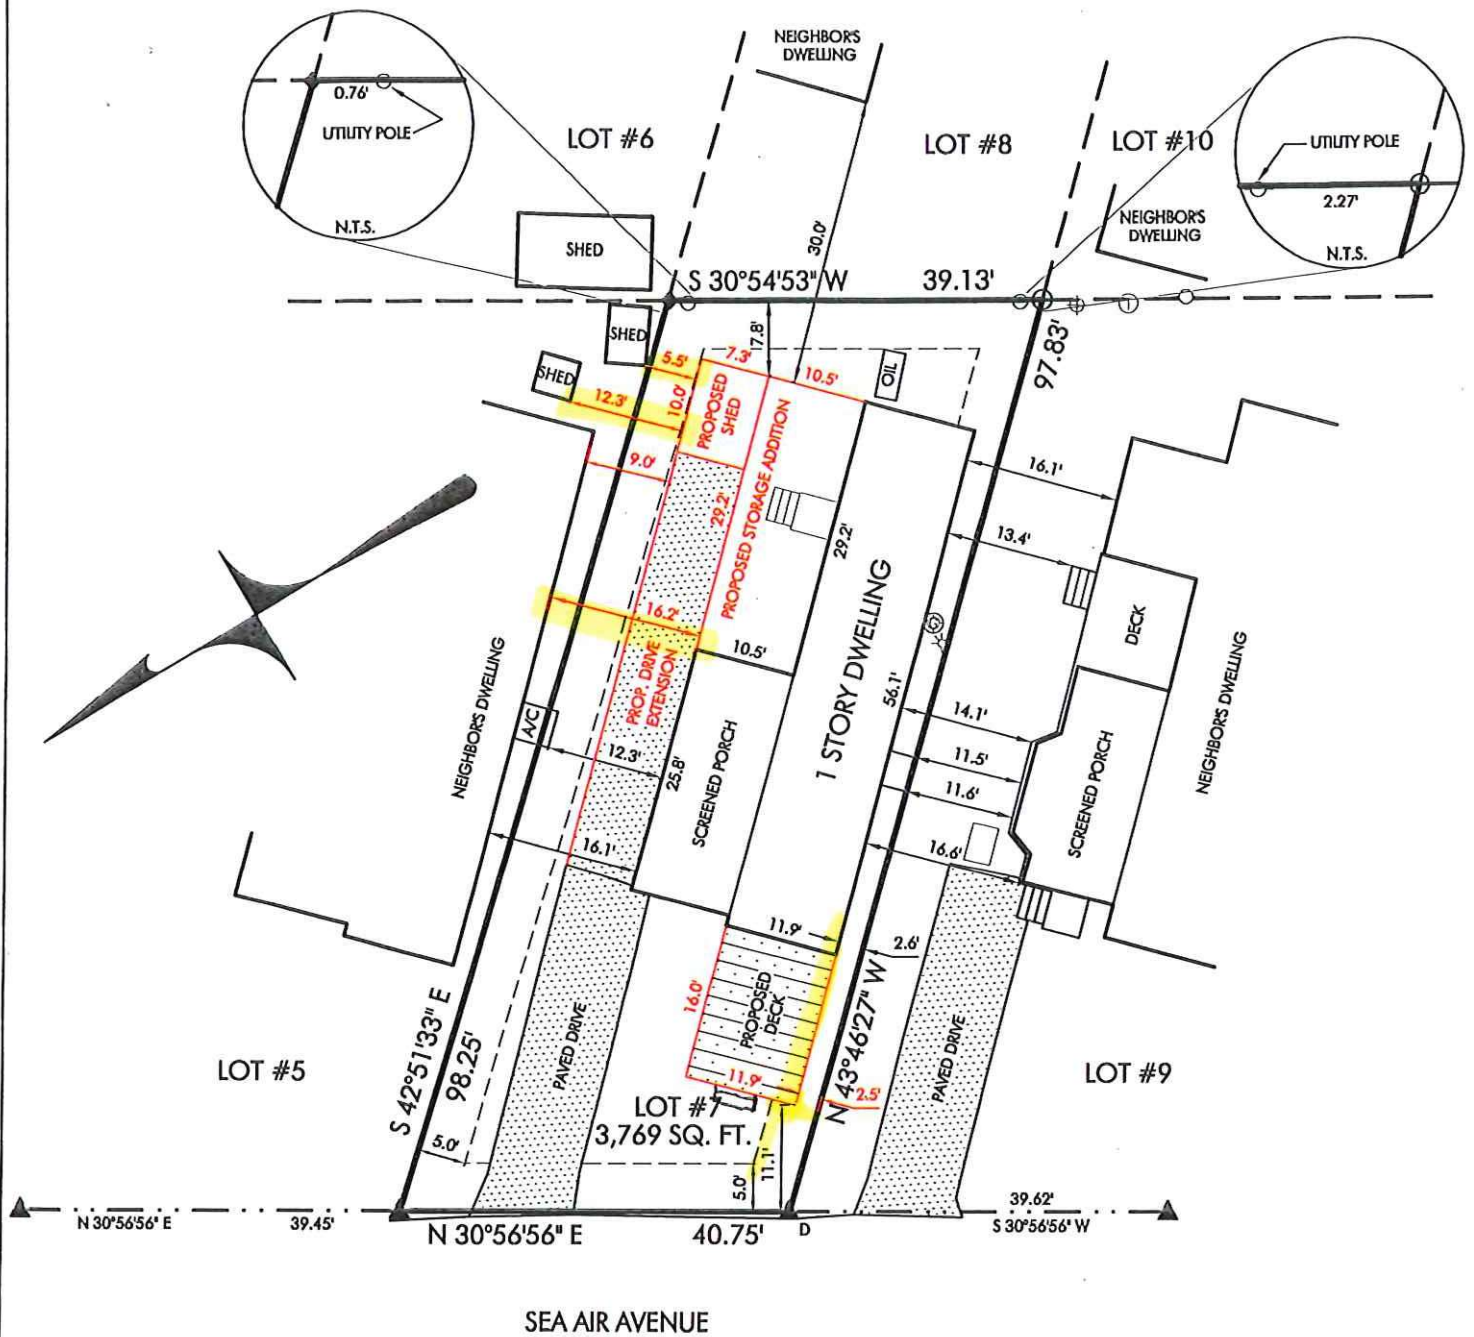 NEIGHBOR'S
DWELLING
0.76'
UTILITY POLE
N.T.S.
LOT #6
LOT #8
LOT #10
UTILITY POLE
2.27'
N.T.S.
NEIGHBOR'S
DWELLING
SHED
30.0'
S 30°54'53" W
39.13'
SHED
SHED
7.8'
97.83'
5.5'
7.3'
10.5'
OIL
12.3'
10.0'
PROPOSED
SHED
PROPOSED STORAGE ADDITION
9.0'
16.1'
29.2'
29.2'
13.4'
16.2'
10.5'
DECK
PROP. DRIVE
EXTENSION
1 STORY DWELLING
NEIGHBOR'S DWELLING
A/C
12.3'
25.8'
SCREENED PORCH
56.1'
14.1'
11.5'
11.6'
SCREENED PORCH
NEIGHBOR'S DWELLING
16.1'
16.6'
11.9'
2.6'
16.0'
PROPOSED
DECK
11.9'
2.5'
S 42°51'33" E
98.25'
PAVED DRIVE
N 43°46'27" W
PAVED DRIVE
LOT #5
LOT #7
3,769 SQ. FT.
LOT #9
5.0'
5.0'
11.1'
N 30°56'56" E
39.45'
N 30°56'56" E
40.75'
D
39.62'
S 30°56'56" W
SEA AIR AVENUE